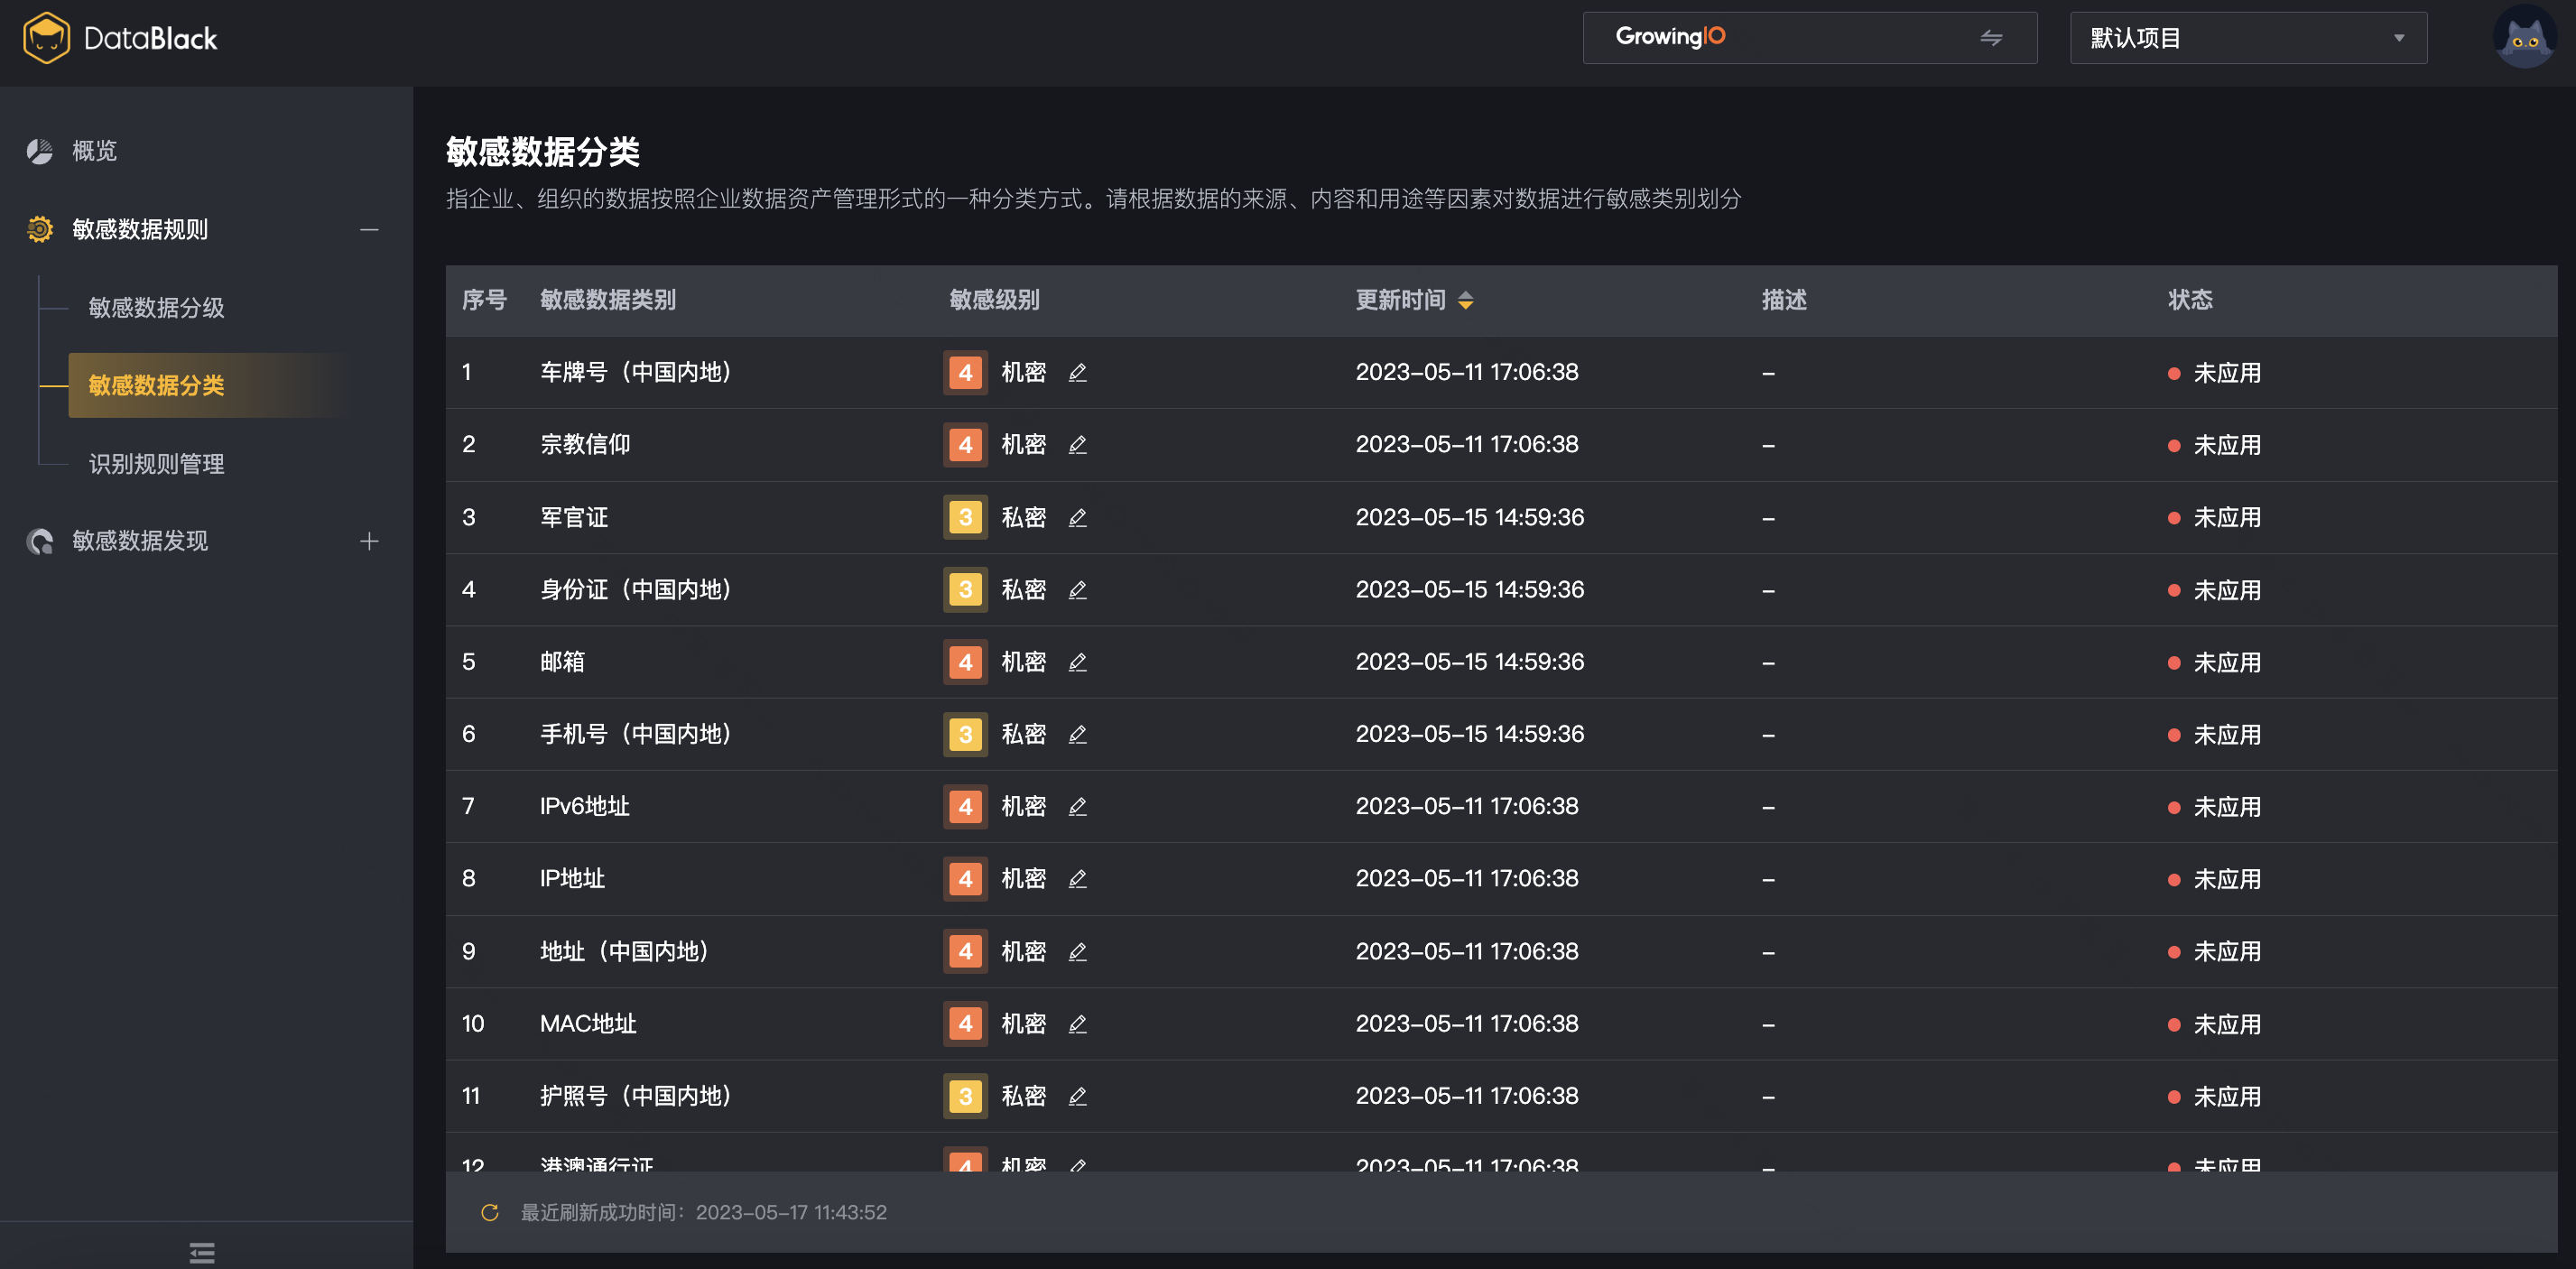 DataBlack
GrowingIO
默认项目
概览
敏感数据规则
敏感数据分级
敏感数据分类
识别规则管理
敏感数据发现
敏感数据分类
指企业、组织的数据按照企业数据资产管理形式的一种分类方式。请根据数据的来源、内容和用途等因素对数据进行敏感类别划分
序号 敏感数据类别 敏感级别 更新时间 描述 状态
1 车牌号（中国内地） 4 机密 2023-05-11 17:06:38 – 未应用
2 宗教信仰 4 机密 2023-05-11 17:06:38 – 未应用
3 军官证 3 私密 2023-05-15 14:59:36 – 未应用
4 身份证（中国内地） 3 私密 2023-05-15 14:59:36 – 未应用
5 邮箱 4 机密 2023-05-15 14:59:36 – 未应用
6 手机号（中国内地） 3 私密 2023-05-15 14:59:36 – 未应用
7 IPv6地址 4 机密 2023-05-11 17:06:38 – 未应用
8 IP地址 4 机密 2023-05-11 17:06:38 – 未应用
9 地址（中国内地） 4 机密 2023-05-11 17:06:38 – 未应用
10 MAC地址 4 机密 2023-05-11 17:06:38 – 未应用
11 护照号（中国内地） 3 私密 2023-05-11 17:06:38 – 未应用
12 港澳通行证 4 机密 2023-05-11 17:06:38 – 未应用
最近刷新成功时间：2023-05-17 11:43:52